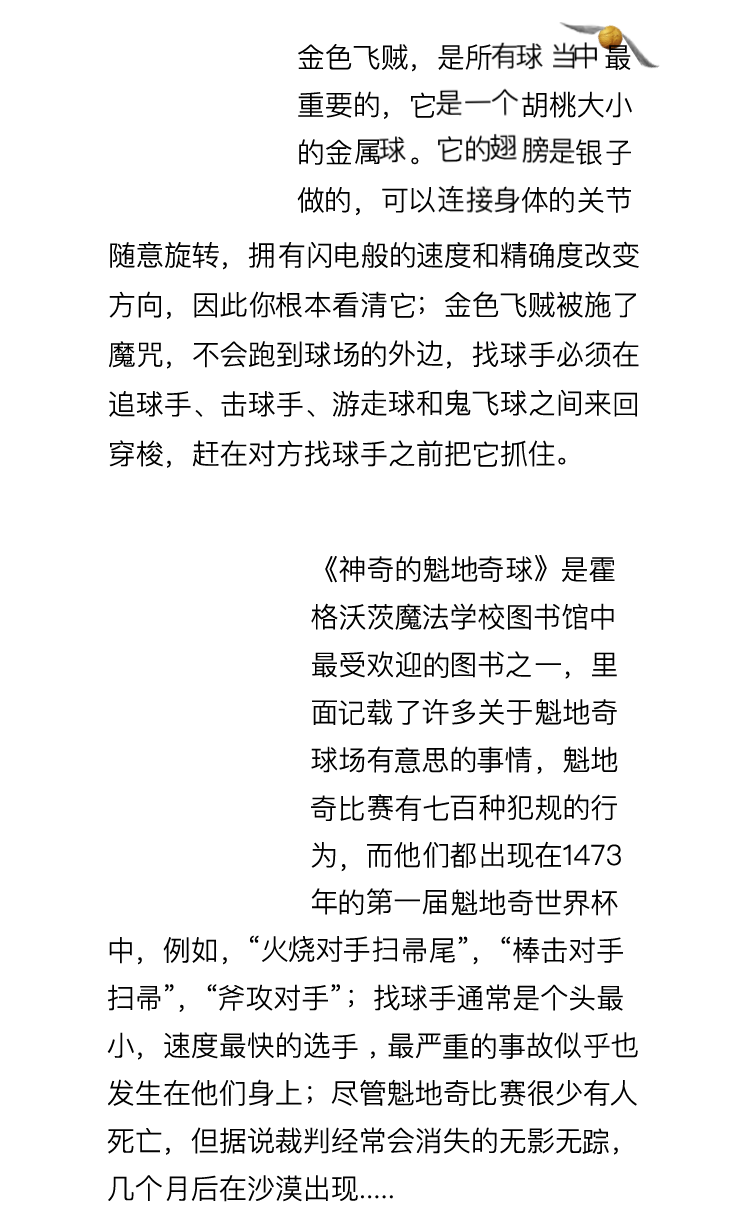 金色飞贼，是所有球 当中 最
重要的，它是一个 胡桃大小
的金属球。它的翅 膀是银子
做的，可以连接身体的关节
随意旋转，拥有闪电般的速度和精确度改变
方向，因此你根本看清它；金色飞贼被施了
魔咒，不会跑到球场的外边，找球手必须在
追球手、击球手、游走球和鬼飞球之间来回
穿梭，赶在对方找球手之前把它抓住。
《神奇的魁地奇球》是霍
格沃茨魔法学校图书馆中
最受欢迎的图书之一，里
面记载了许多关于魁地奇
球场有意思的事情，魁地
奇比赛有七百种犯规的行
为，而他们都出现在1473
年的第一届魁地奇世界杯
中，例如，“火烧对手扫帚尾”，“棒击对手
扫帚”，“斧攻对手”；找球手通常是个头最
小，速度最快的选手 , 最严重的事故似乎也
发生在他们身上；尽管魁地奇比赛很少有人
死亡，但据说裁判经常会消失的无影无踪，
几个月后在沙漠出现.....